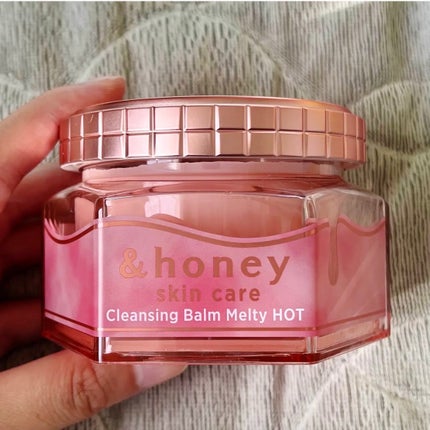 &honey
skin care
Cleansing Balm Melty HOT